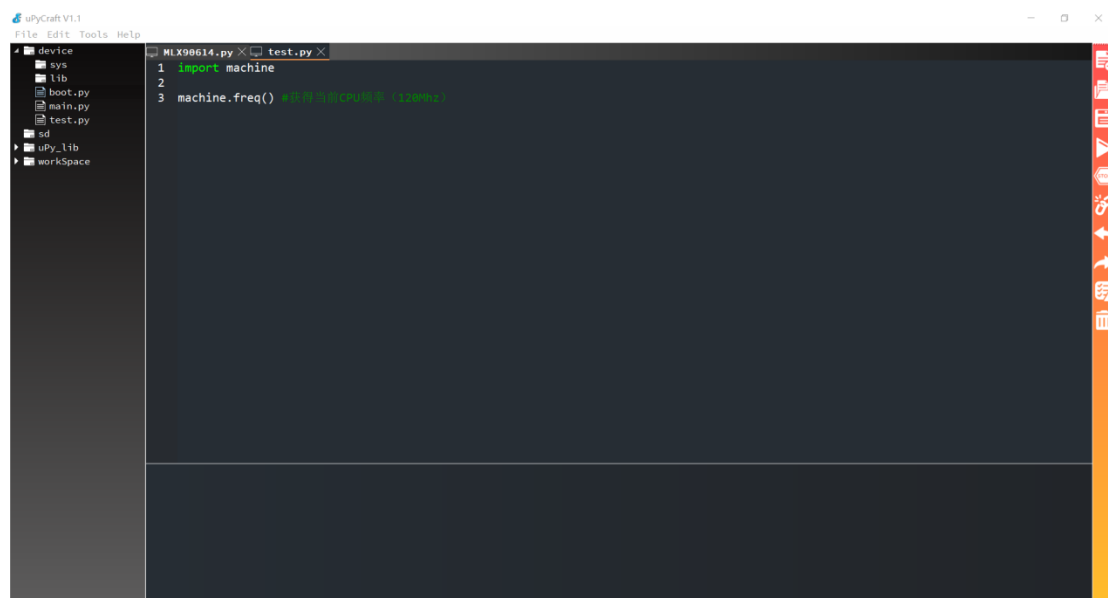 uPyCraft V1.1
File Edit Tools Help
device
sys
lib
boot.py
main.py
test.py
sd
uPy_lib
workSpace
MLX90614.py test.py
1 import machine
2
3 machine.freq() #获得当前CPU频率（120Mhz）